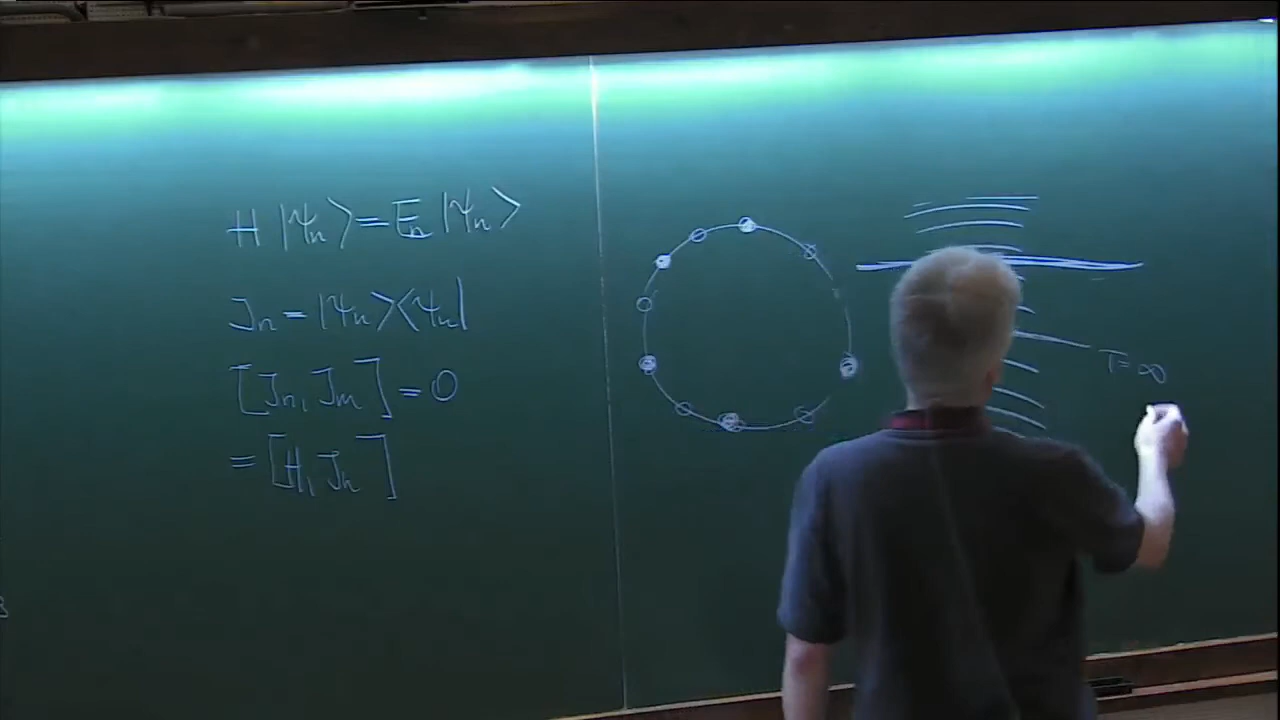 H |Ψn⟩ = En |Ψn⟩
Jn = |Ψn⟩⟨Ψn|
[Jn, Jm] = 0
= [H, Jn]
T=∞